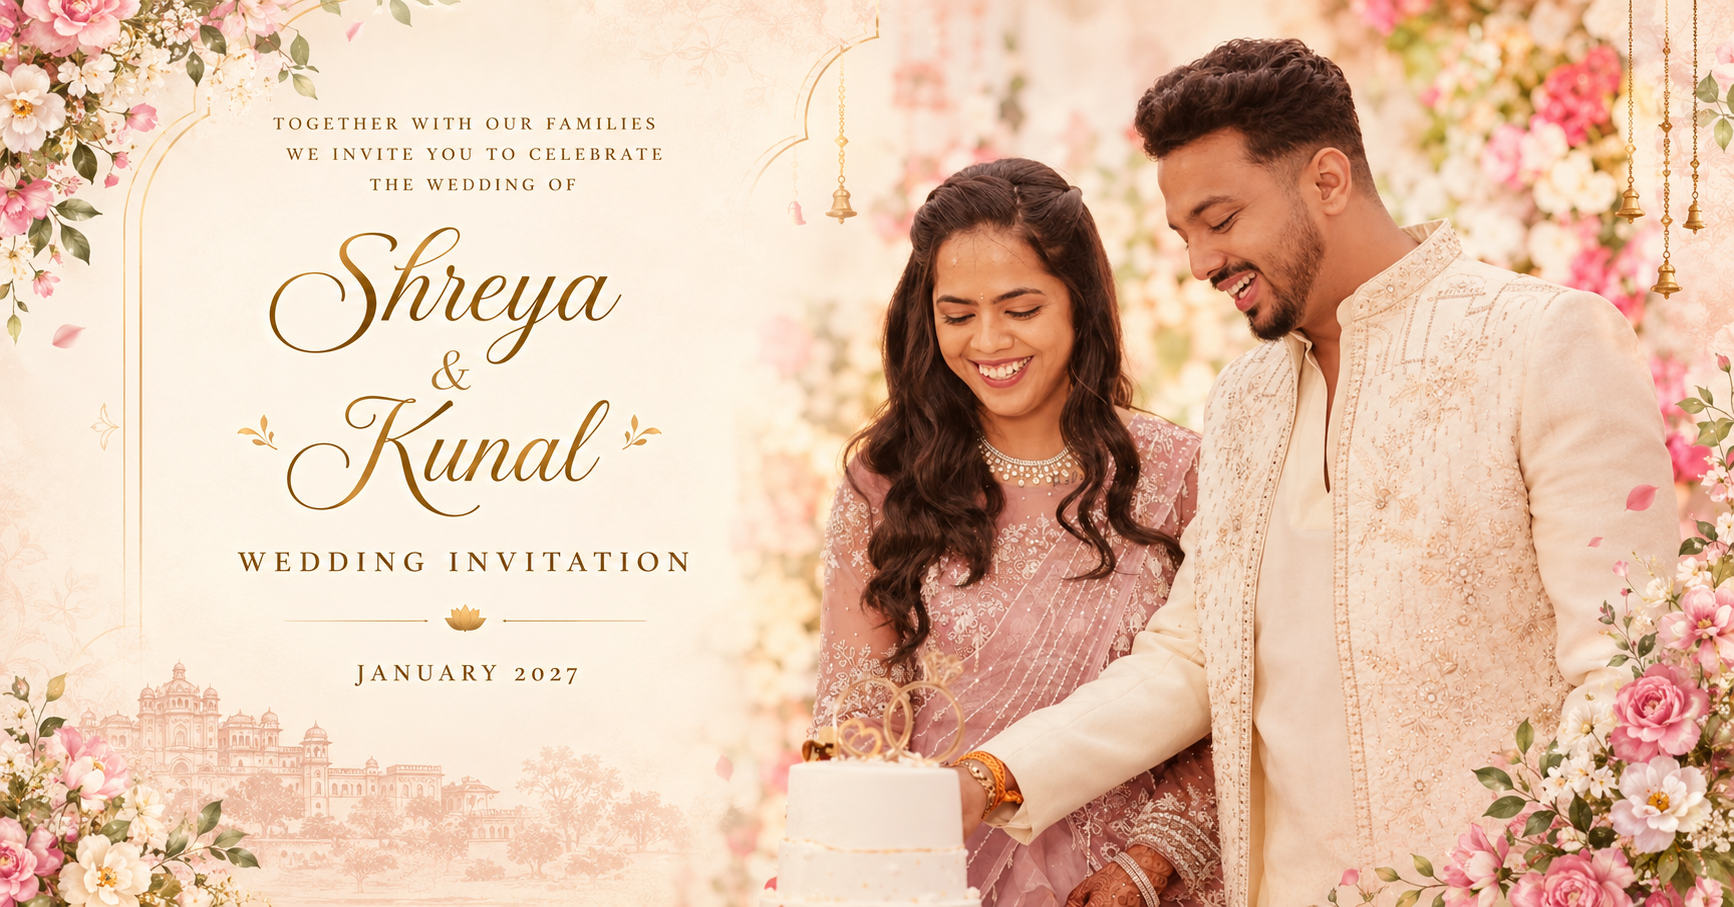 TOGETHER WITH OUR FAMILIES
WE INVITE YOU TO CELEBRATE
THE WEDDING OF
Shreya
&
Kunal
WEDDING INVITATION
JANUARY 2027